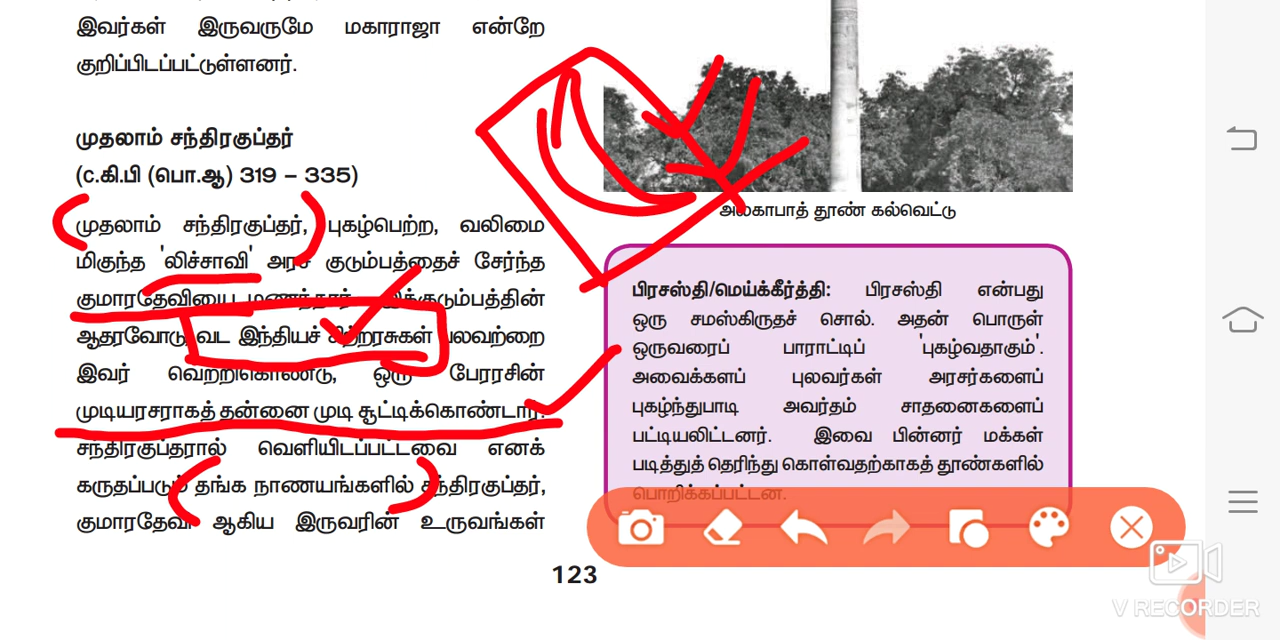 இவர்கள் இருவருமே மகாராஜா என்றே
குறிப்பிடப்பட்டுள்ளனர்.
முதலாம் சந்திரகுப்தர்
(c.கி.பி (பொ.ஆ) 319 – 335)
முதலாம் சந்திரகுப்தர், புகழ்பெற்ற, வலிமை
மிகுந்த 'லிச்சாவி' அரச குடும்பத்தைச் சேர்ந்த
குமாரதேவியை மணந்தார். இக்குடும்பத்தின்
ஆதரவோடு வட இந்தியச் சிற்றரசுகள் பலவற்றை
இவர் வெற்றிகொண்டு, ஒரு பேரரசின்
முடியரசராகத் தன்னை முடி சூட்டிக்கொண்டார்.
சந்திரகுப்தரால் வெளியிடப்பட்டவை எனக்
கருதப்படும் தங்க நாணயங்களில் சந்திரகுப்தர்,
குமாரதேவி ஆகிய இருவரின் உருவங்கள்
அலகாபாத் தூண் கல்வெட்டு
பிரசஸ்தி/மெய்க்கீர்த்தி: பிரசஸ்தி என்பது
ஒரு சமஸ்கிருதச் சொல். அதன் பொருள்
ஒருவரைப் பாராட்டிப் 'புகழ்வதாகும்'.
அவைக்களப் புலவர்கள் அரசர்களைப்
புகழ்ந்துபாடி அவர்தம் சாதனைகளைப்
பட்டியலிட்டனர். இவை பின்னர் மக்கள்
படித்துத் தெரிந்து கொள்வதற்காகத் தூண்களில்
பொறிக்கப்பட்டன.
123
V RECORDER